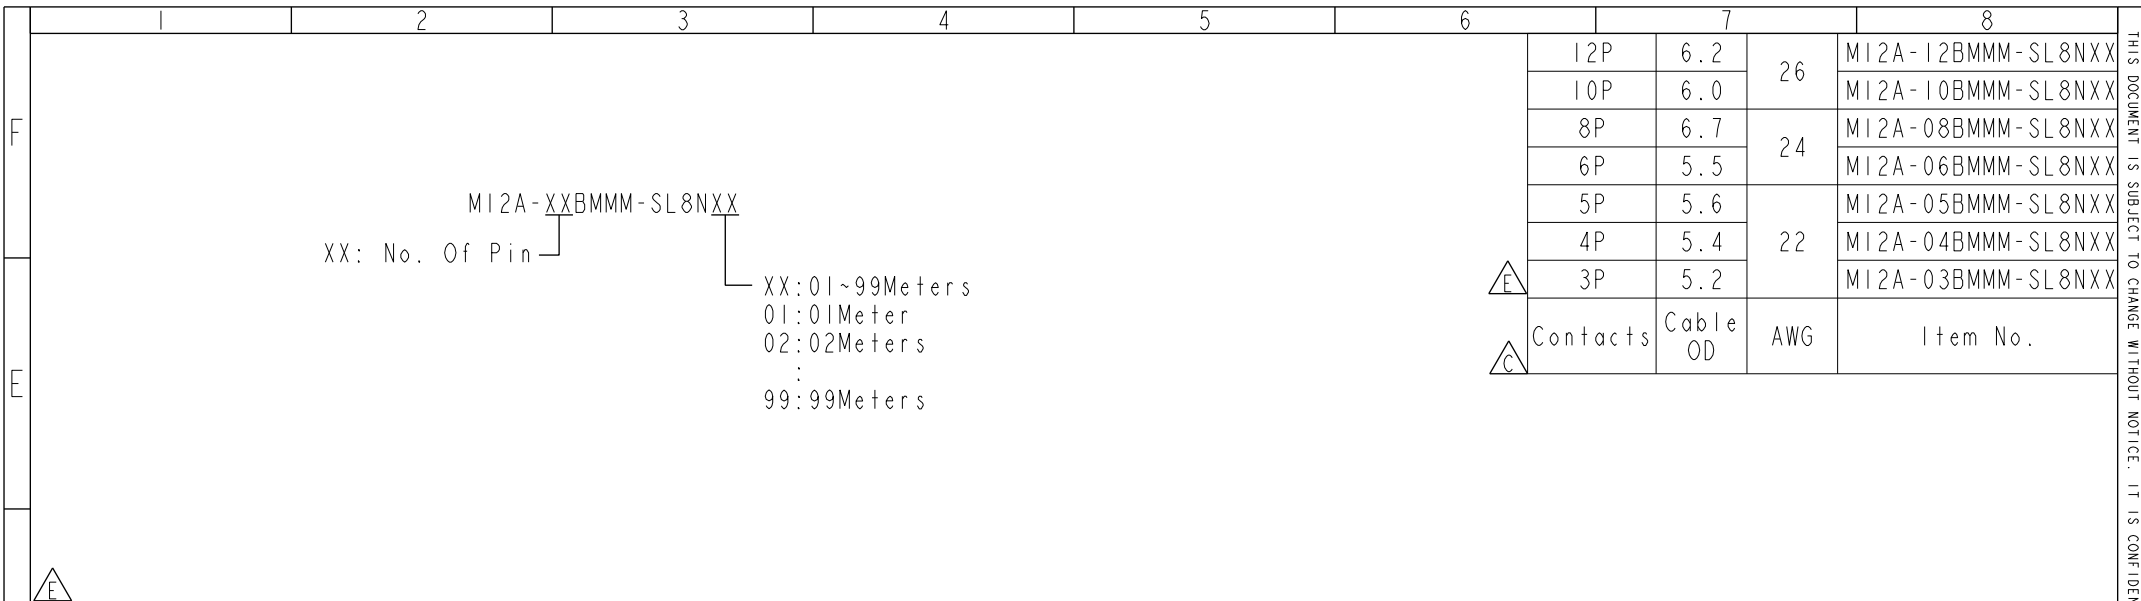 1 2 3 4 5 6 7 8
12P 6.2 26 M12A-12BMMM-SL8NXX
10P 6.0 M12A-10BMMM-SL8NXX
8P 6.7 24 M12A-08BMMM-SL8NXX
6P 5.5 M12A-06BMMM-SL8NXX
5P 5.6 22 M12A-05BMMM-SL8NXX
4P 5.4 M12A-04BMMM-SL8NXX
E 3P 5.2 M12A-03BMMM-SL8NXX
C Contacts Cable OD AWG Item No.
F
M12A-XXBMMM-SL8NXX
XX: No. Of Pin
XX:01~99Meters
01:01Meter
02:02Meters
:
99:99Meters
E
E
THIS DOCUMENT IS SUBJECT TO CHANGE WITHOUT NOTICE. IT IS CONFIDEN